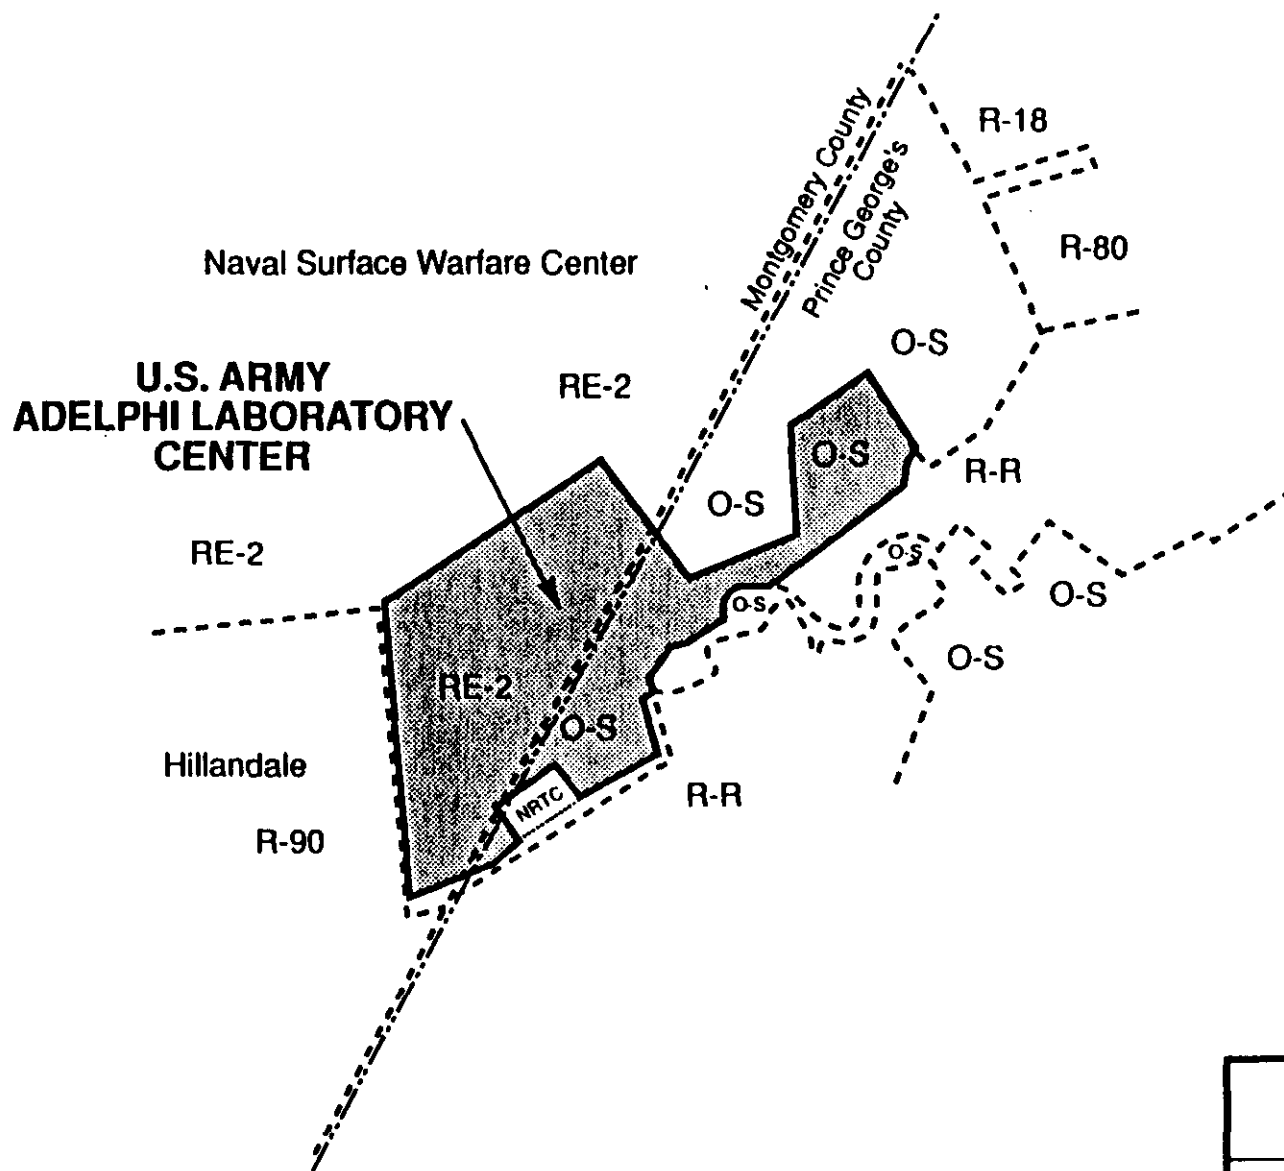 R-18
Montgomery County
Prince George's
County
R-80
Naval Surface Warfare Center
O-S
U.S. ARMY
ADELPHI LABORATORY
CENTER
RE-2
O-S
R-R
O-S
RE-2
O-S
O-S
O-S
O-S
RE-2
O-S
Hillandale
R-R
NRTC
R-90